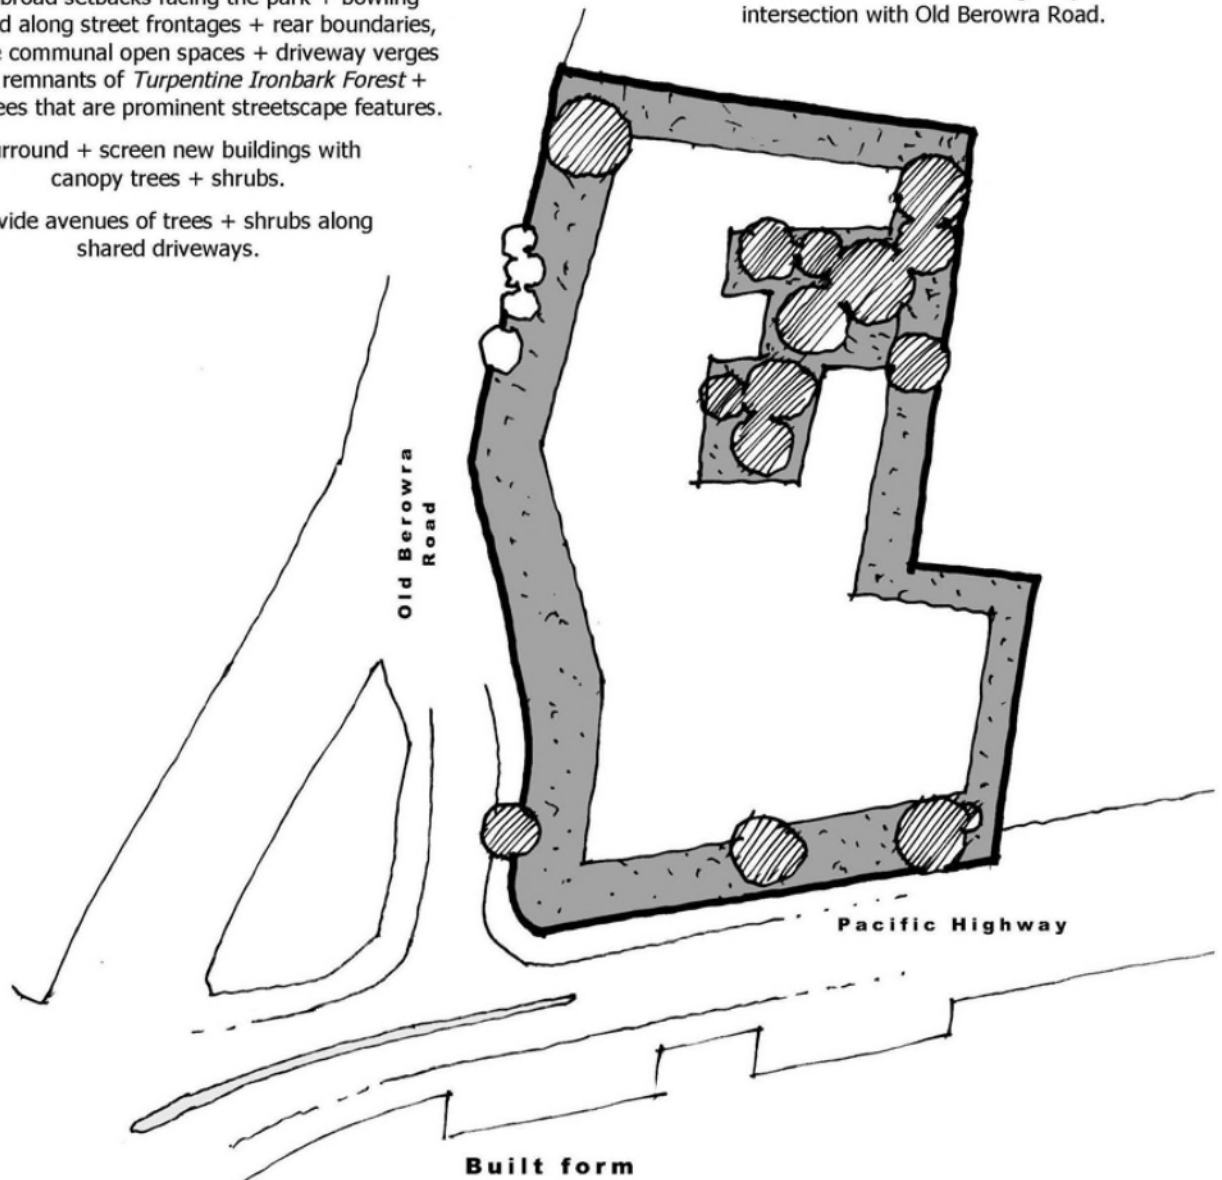 broad setbacks facing the park + bowling
d along street frontages + rear boundaries,
communal open spaces + driveway verges
remnants of Turpentine Ironbark Forest +
ees that are prominent streetscape features.
rround + screen new buildings with
canopy trees + shrubs.
vide avenues of trees + shrubs along
shared driveways.
intersection with Old Berowra Road.
Old Berowra
Road
Pacific Highway
Built form